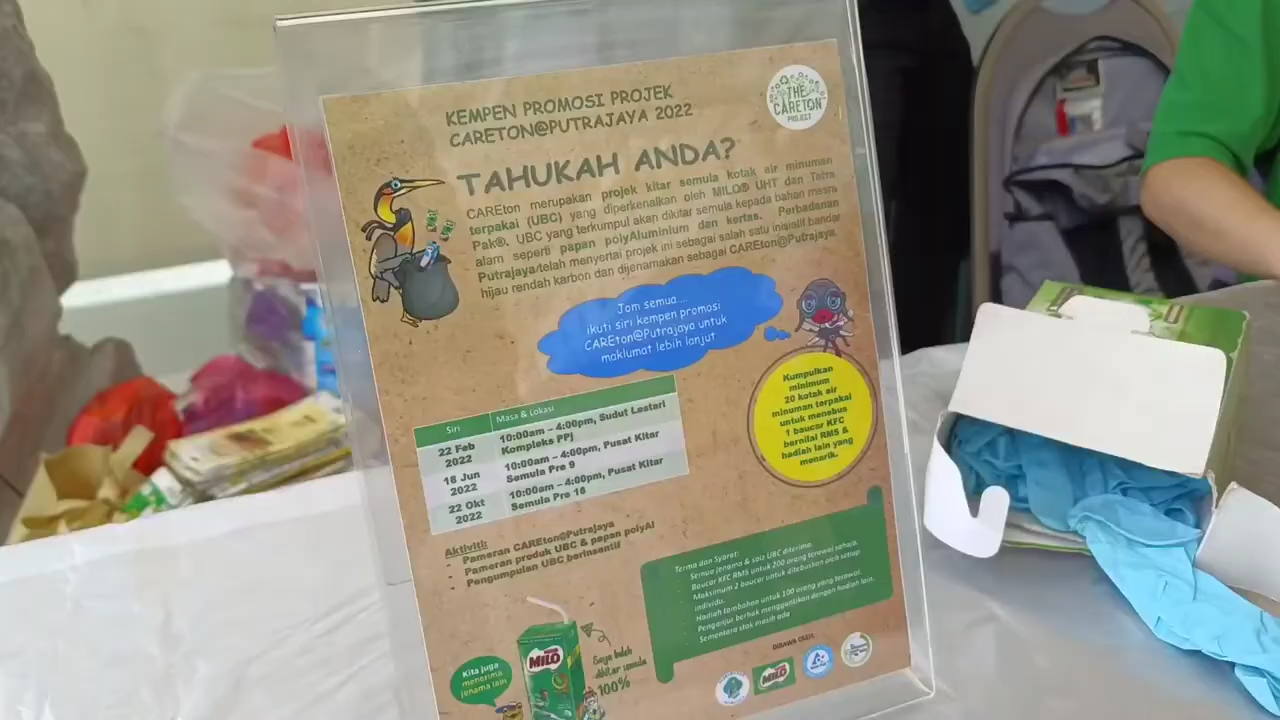 KEMPEN PROMOSI PROJEK
CARETON@PUTRAJAYA 2022
THE
CARETON
PROJECT
TAHUKAH ANDA?
CAREton merupakan projek kitar semula kotak air minuman
terpakai (UBC) yang diperkenalkan oleh MILO® UHT dan Tetra
Pak®. UBC yang terkumpul akan dikitar semula kepada bahan mesra
alam seperti papan polyAluminium dan kertas. Perbadanan
Putrajaya telah menyertai projek ini sebagai salah satu inisiatif bandar
hijau rendah karbon dan dijenamakan sebagai CAREton@Putrajaya.
Jom semua...
ikuti siri kempen promosi
CAREton@Putrajaya untuk
maklumat lebih lanjut
Kumpulkan
minimum
20 kotak air
minuman terpakai
untuk menebus
1 baucar KFC
bernilai RM5 &
hadiah lain yang
menarik.
Siri Masa & Lokasi
22 Feb 2022 10:00am – 4:00pm, Sudut Lestari Kompleks PPJ
18 Jun 2022 10:00am – 4:00pm, Pusat Kitar Semula Pre 9
22 Okt 2022 10:00am – 4:00pm, Pusat Kitar Semula Pre 16
Aktiviti:
- Pameran CAREton@Putrajaya
- Pameran produk UBC & papan polyAl
- Pengumpulan UBC berinsentif
Terma dan Syarat:
- Semua jenama & saiz UBC diterima.
- Baucar KFC RM5 untuk 200 orang terawal sahaja.
- Maksimum 2 baucar untuk ditebuskan oleh setiap
individu.
- Hadiah tambahan untuk 100 orang yang terawal.
- Penganjur berhak menggantikan dengan hadiah lain.
- Sementara stok masih ada
Kita juga
menerima
jenama lain
MILO
Saya boleh
dikitar semula
100%
DIBAWA OLEH:
MILO